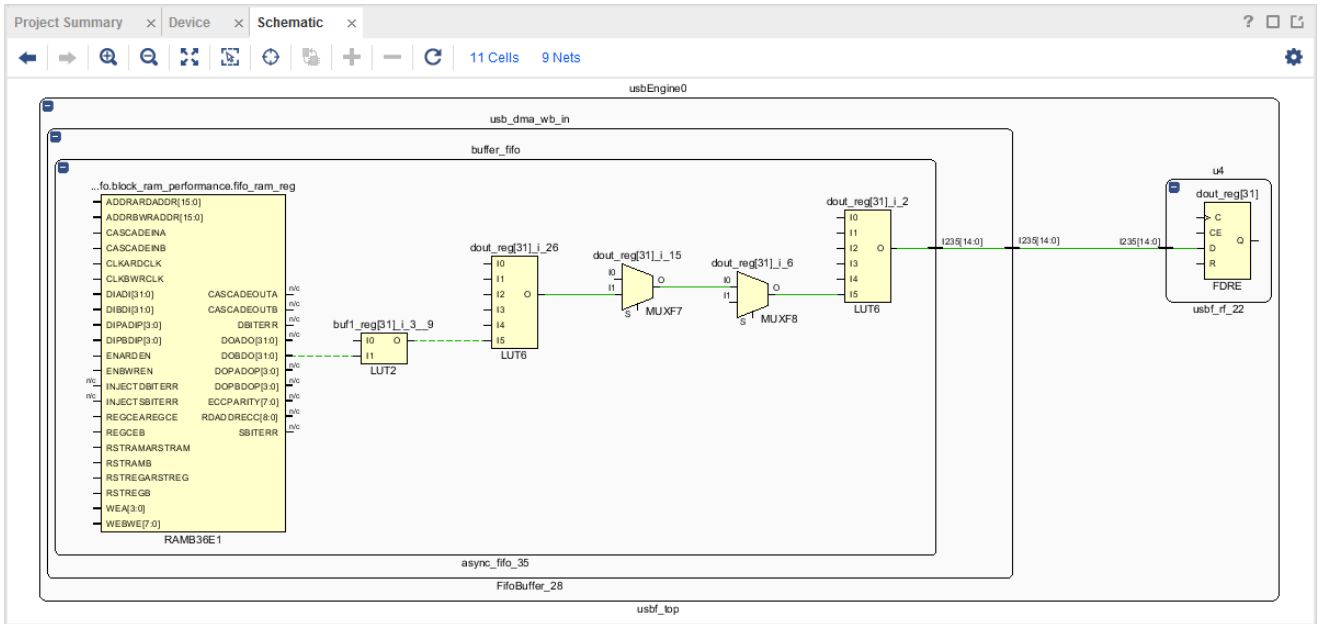 Project Summary × Device × Schematic ×
?
11 Cells 9 Nets
usbEngine0
usb_dma_wb_in
buffer_fifo
u4
...fo.block_ram_performance.fifo_ram_reg
ADDRARDADDR[15:0]
ADDRBWRADDR[15:0]
CASCADEINA
CASCADEINB
CLKARDCLK
CLKBWRCLK
DIADI[31:0]
DIBDI[31:0]
DIPADIP[3:0]
DIPBDIP[3:0]
ENARDEN
ENBWREN
n/c INJECTDBITERR
n/c INJECTSBITERR
REGCEAREGCE
REGCEB
RSTRAMARSTRAM
RSTRAMB
RSTREGARSTREG
RSTREGB
WEA[3:0]
WEBWE[7:0]
CASCADEOUTA n/c
CASCADEOUTB n/c
DBITERR n/c
DOADO[31:0] n/c
DOBDO[31:0]
DOPADOP[3:0] n/c
DOPBDOP[3:0] n/c
ECCPARITY[7:0] n/c
RDADDRECC[8:0] n/c
SBITERR n/c
RAMB36E1
buf1_reg[31]_i_3__9
I0 O
I1
LUT2
dout_reg[31]_i_26
I0
I1
I2 O
I3
I4
I5
LUT6
dout_reg[31]_i_15
I0 O
I1
S MUXF7
dout_reg[31]_i_6
I0 O
I1
S MUXF8
dout_reg[31]_i_2
I0
I1
I2 O
I3
I4
I5
LUT6
I235[14:0] I235[14:0] I235[14:0]
dout_reg[31]
C
CE
D Q
R
FDRE
usbf_rf_22
async_fifo_35
FifoBuffer_28
usbf_top